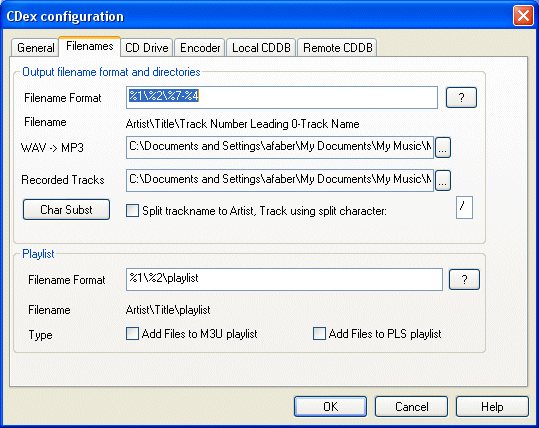 CDex configuration
General Filenames CD Drive Encoder Local CDDB Remote CDDB
Output filename format and directories
Filename Format %1\%2\%7-%4 ?
Filename Artist\Title\Track Number Leading 0-Track Name
WAV -> MP3 C:\Documents and Settings\afaber\My Documents\My Music\ ...
Recorded Tracks C:\Documents and Settings\afaber\My Documents\My Music\ ...
Char Subst Split trackname to Artist, Track using split character: /
Playlist
Filename Format %1\%2\playlist ?
Filename Artist\Title\playlist
Type Add Files to M3U playlist Add Files to PLS playlist
OK Cancel Help